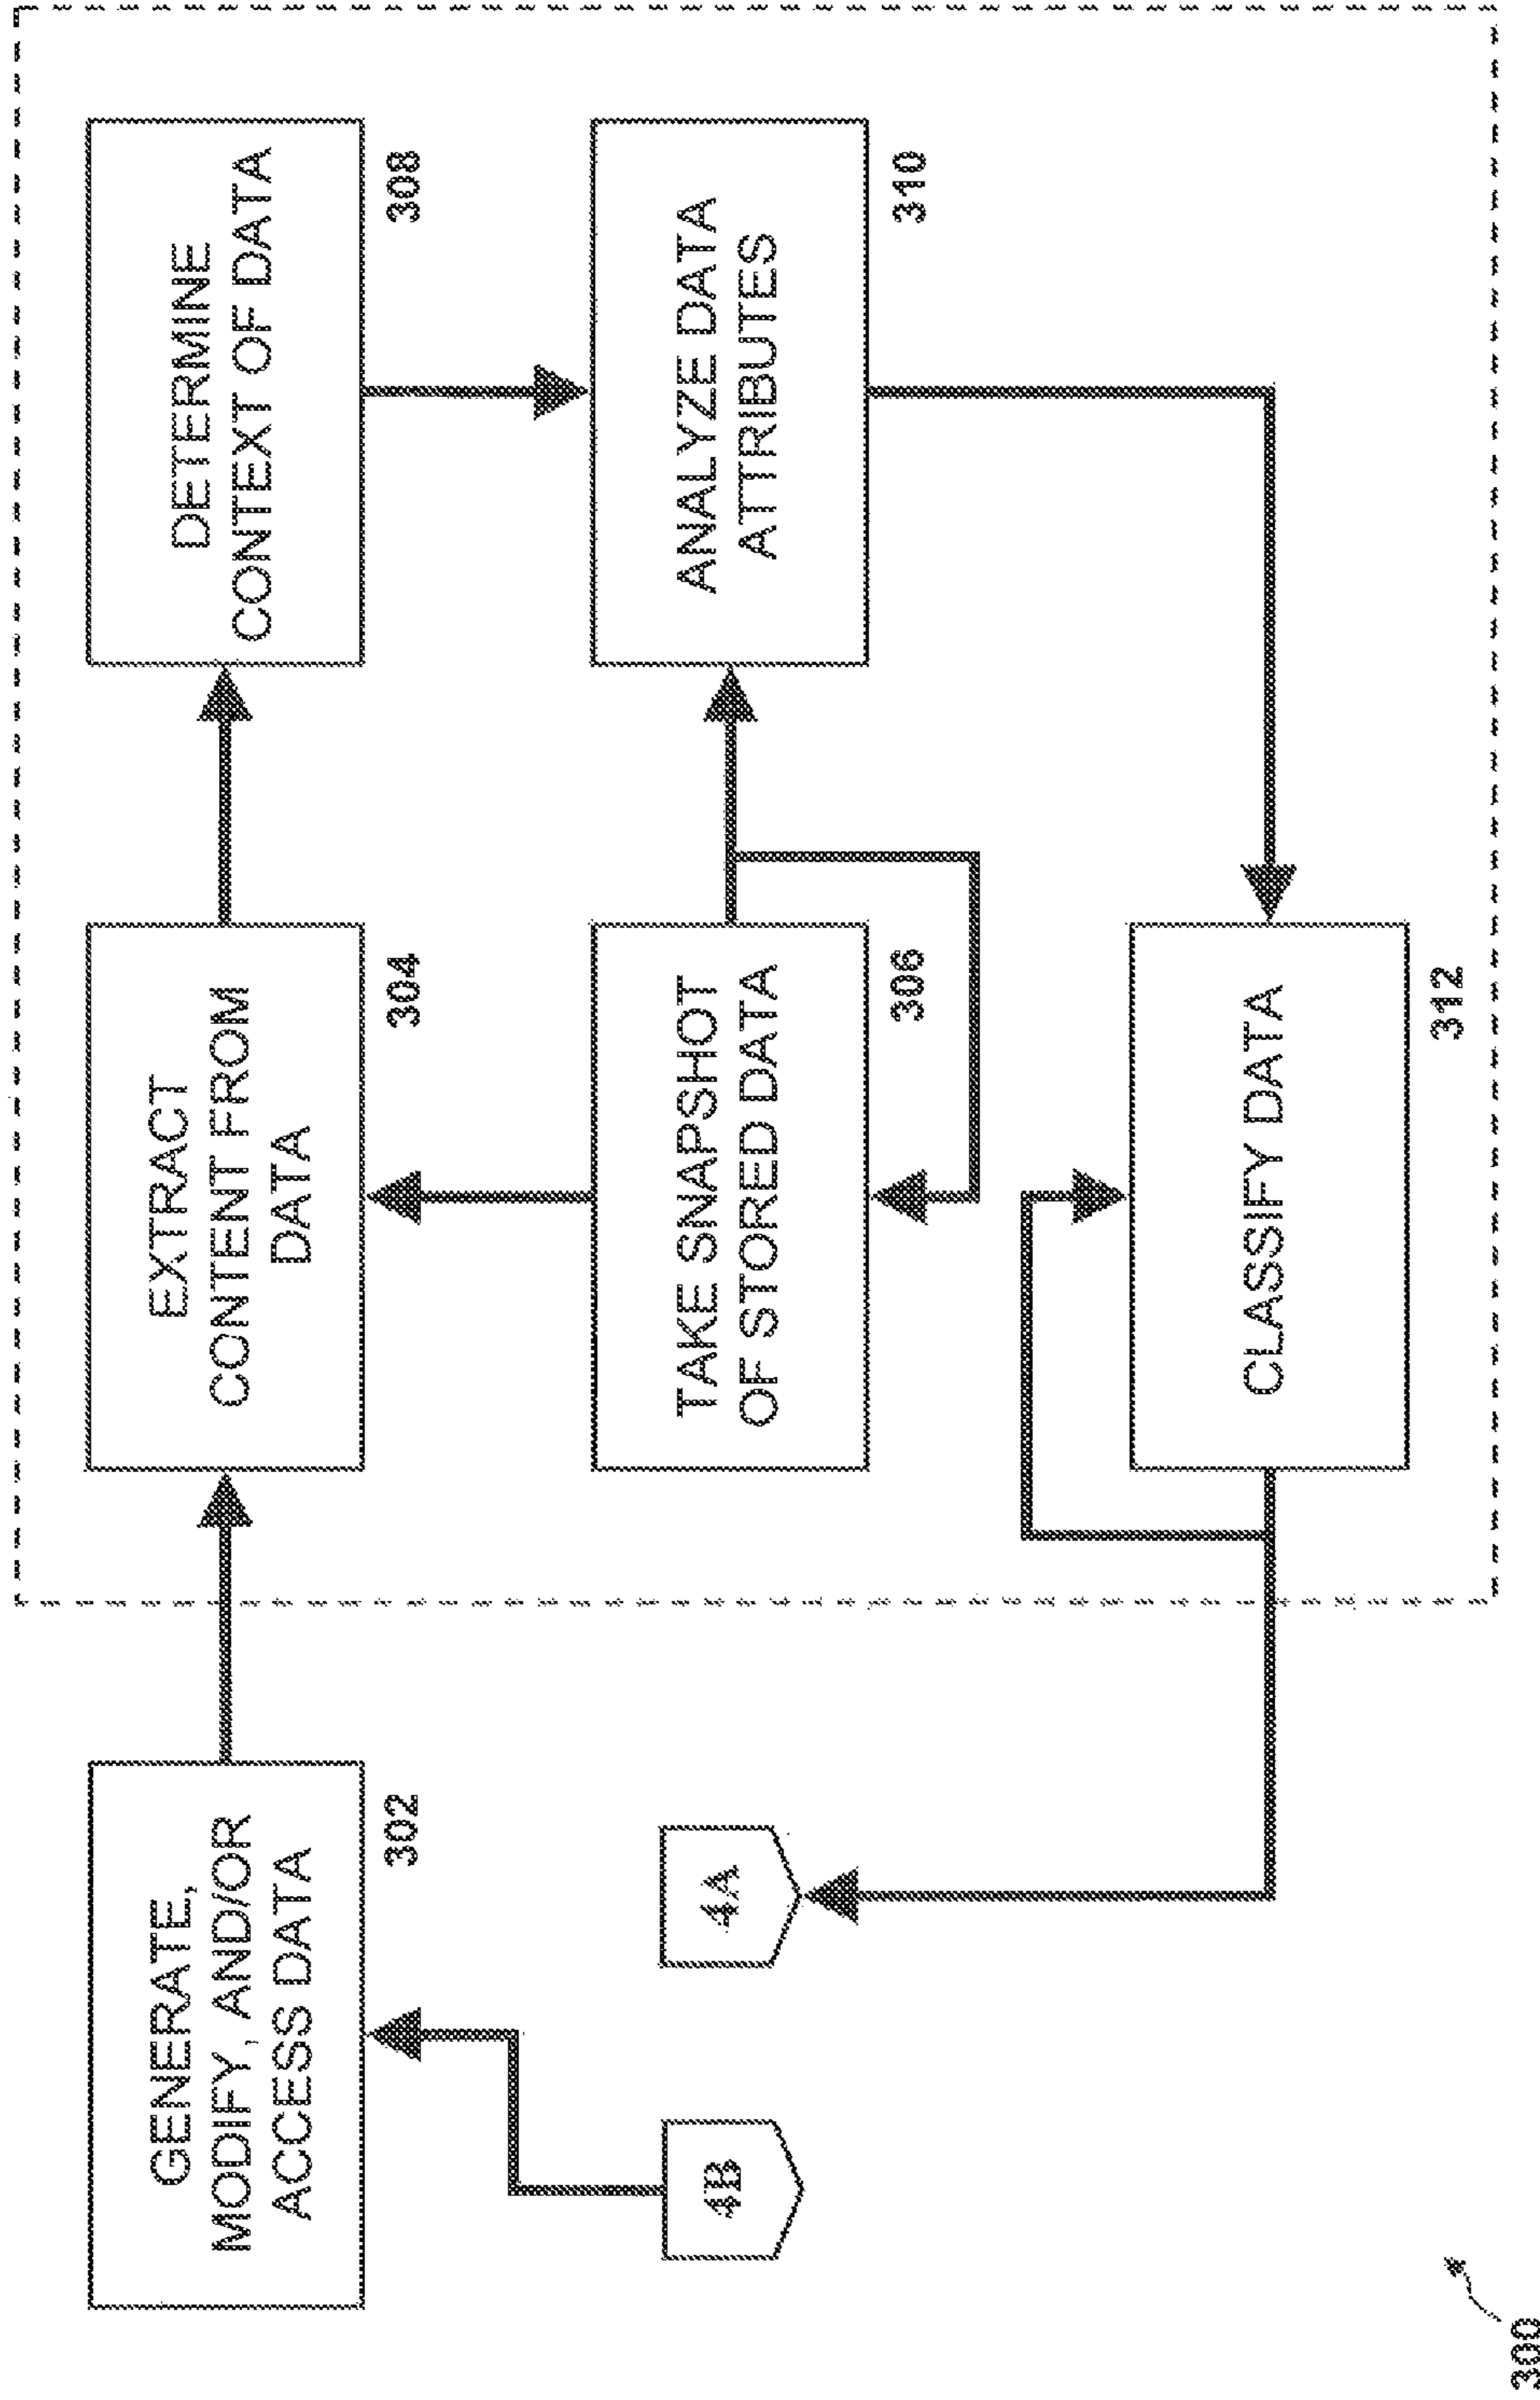 GENERATE,
MODIFY, AND/OR
ACCESS DATA
302
EXTRACT
CONTENT FROM
DATA
304
DETERMINE
CONTEXT OF DATA
308
4B
4A
TAKE SNAPSHOT
OF STORED DATA
306
ANALYZE DATA
ATTRIBUTES
310
CLASSIFY DATA
312
300